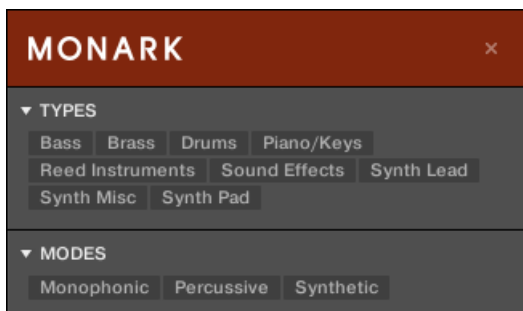 MONARK ×
▼ TYPES
Bass Brass Drums Piano/Keys
Reed Instruments Sound Effects Synth Lead
Synth Misc Synth Pad
▼ MODES
Monophonic Percussive Synthetic